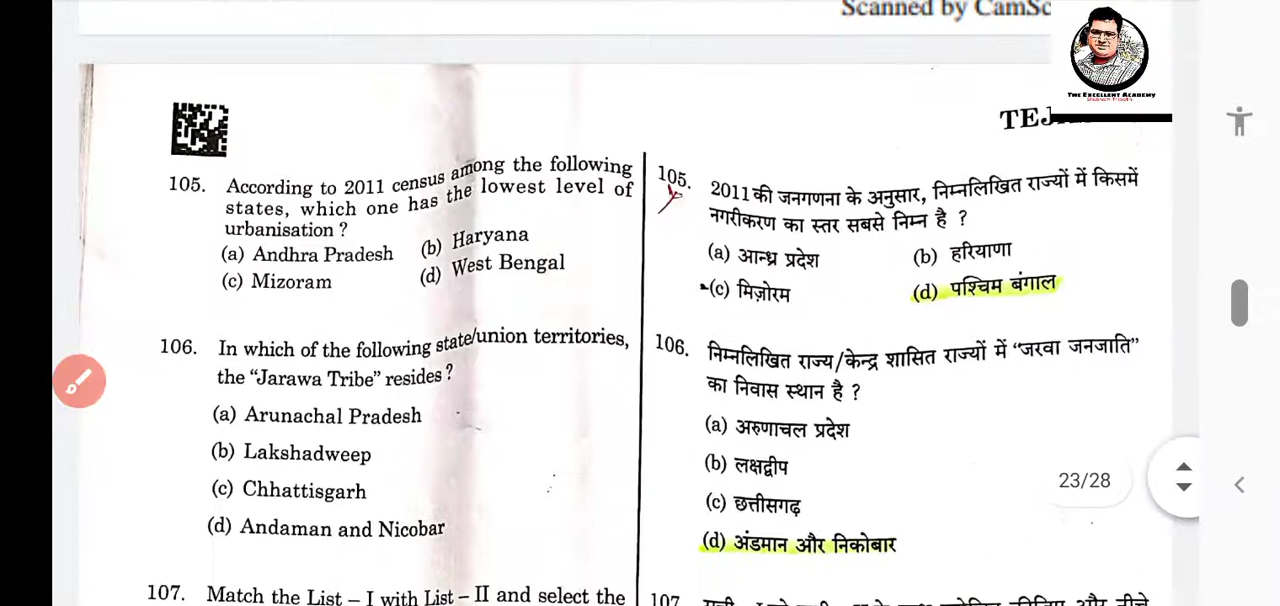 Scanned by CamSc
THE EXCELLENT ACADEMY
105. According to 2011 census among the following
states, which one has the lowest level of
urbanisation ?
(a) Andhra Pradesh (b) Haryana
(c) Mizoram (d) West Bengal
106. In which of the following state/union territories,
the “Jarawa Tribe” resides ?
(a) Arunachal Pradesh
(b) Lakshadweep
(c) Chhattisgarh
(d) Andaman and Nicobar
107. Match the List – I with List – II and select the
105. 2011 की जनगणना के अनुसार, निम्नलिखित राज्यों में किसमें
नगरीकरण का स्तर सबसे निम्न है ?
(a) आन्ध्र प्रदेश (b) हरियाणा
(c) मिज़ोरम (d) पश्चिम बंगाल
106. निम्नलिखित राज्य/केन्द्र शासित राज्यों में “जरवा जनजाति”
का निवास स्थान है ?
(a) अरुणाचल प्रदेश
(b) लक्षद्वीप
(c) छत्तीसगढ़
(d) अंडमान और निकोबार
107
23/28